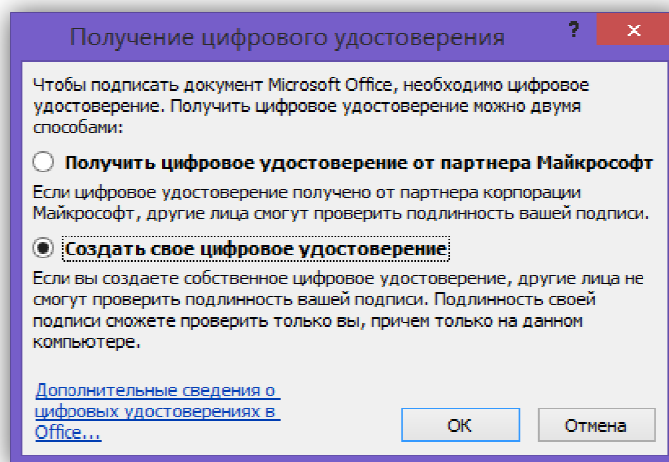 Получение цифрового удостоверения
?
×
Чтобы подписать документ Microsoft Office, необходимо цифровое
удостоверение. Получить цифровое удостоверение можно двумя
способами:
Получить цифровое удостоверение от партнера Майкрософт
Если цифровое удостоверение получено от партнера корпорации
Майкрософт, другие лица смогут проверить подлинность вашей подписи.
Создать свое цифровое удостоверение
Если вы создаете собственное цифровое удостоверение, другие лица не
смогут проверить подлинность вашей подписи. Подлинность своей
подписи сможете проверить только вы, причем только на данном
компьютере.
Дополнительные сведения о
цифровых удостоверениях в
Office...
ОК
Отмена